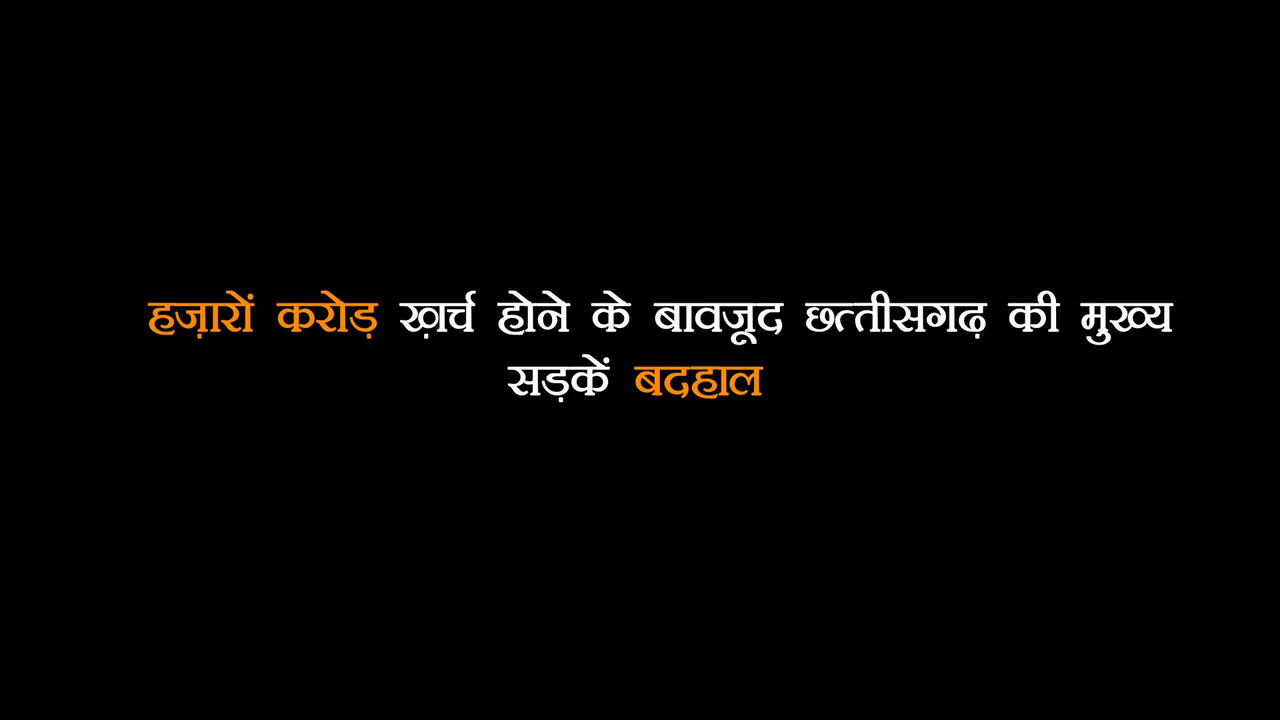 हज़ारों करोड़ ख़र्च होने के बावजूद छत्तीसगढ़ की मुख्य
सड़कें बदहाल